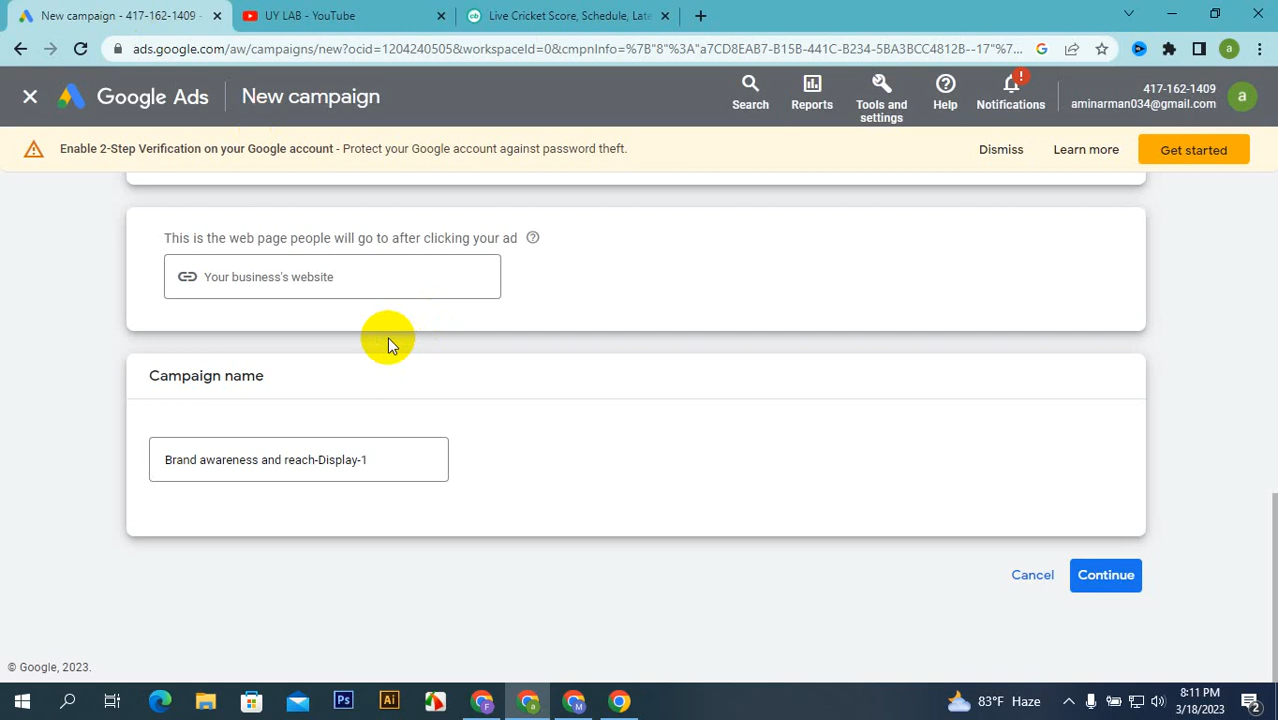 New campaign - 417-162-1409 -
UY LAB - YouTube
Live Cricket Score, Schedule, Late
ads.google.com/aw/campaigns/new?ocid=1204240505&workspaceId=0&cmpnInfo=%7B"8"%3A"a7CD8EAB7-B15B-441C-B234-5BA3BCC4812B--17"%7...
a
Google Ads
New campaign
Search
Reports
Tools and settings
Help
Notifications
417-162-1409
aminarman034@gmail.com
a
Enable 2-Step Verification on your Google account - Protect your Google account against password theft.
Dismiss
Learn more
Get started
This is the web page people will go to after clicking your ad
Your business's website
Campaign name
Brand awareness and reach-Display-1
Cancel
Continue
© Google, 2023.
Ps
Ai
F
a
M
83°F Haze
8:11 PM
3/18/2023
2